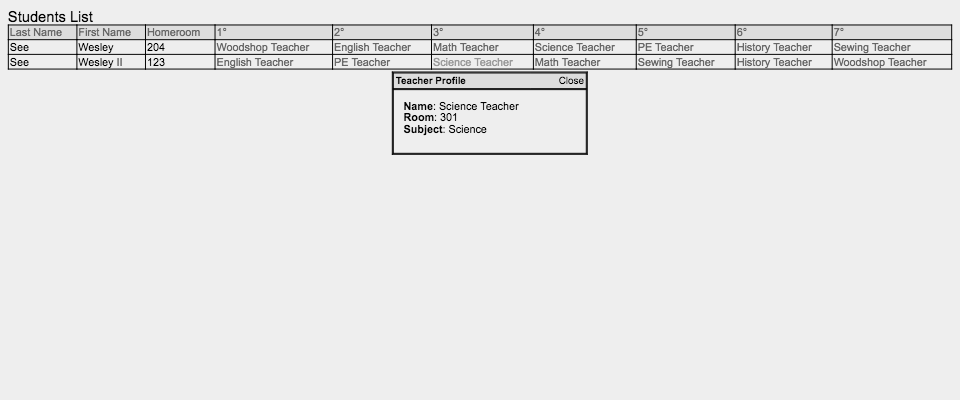 Students List
Last Name First Name Homeroom 1° 2° 3° 4° 5° 6° 7°
See Wesley 204 Woodshop Teacher English Teacher Math Teacher Science Teacher PE Teacher History Teacher Sewing Teacher
See Wesley II 123 English Teacher PE Teacher Science Teacher Math Teacher Sewing Teacher History Teacher Woodshop Teacher
Teacher Profile Close
Name: Science Teacher
Room: 301
Subject: Science